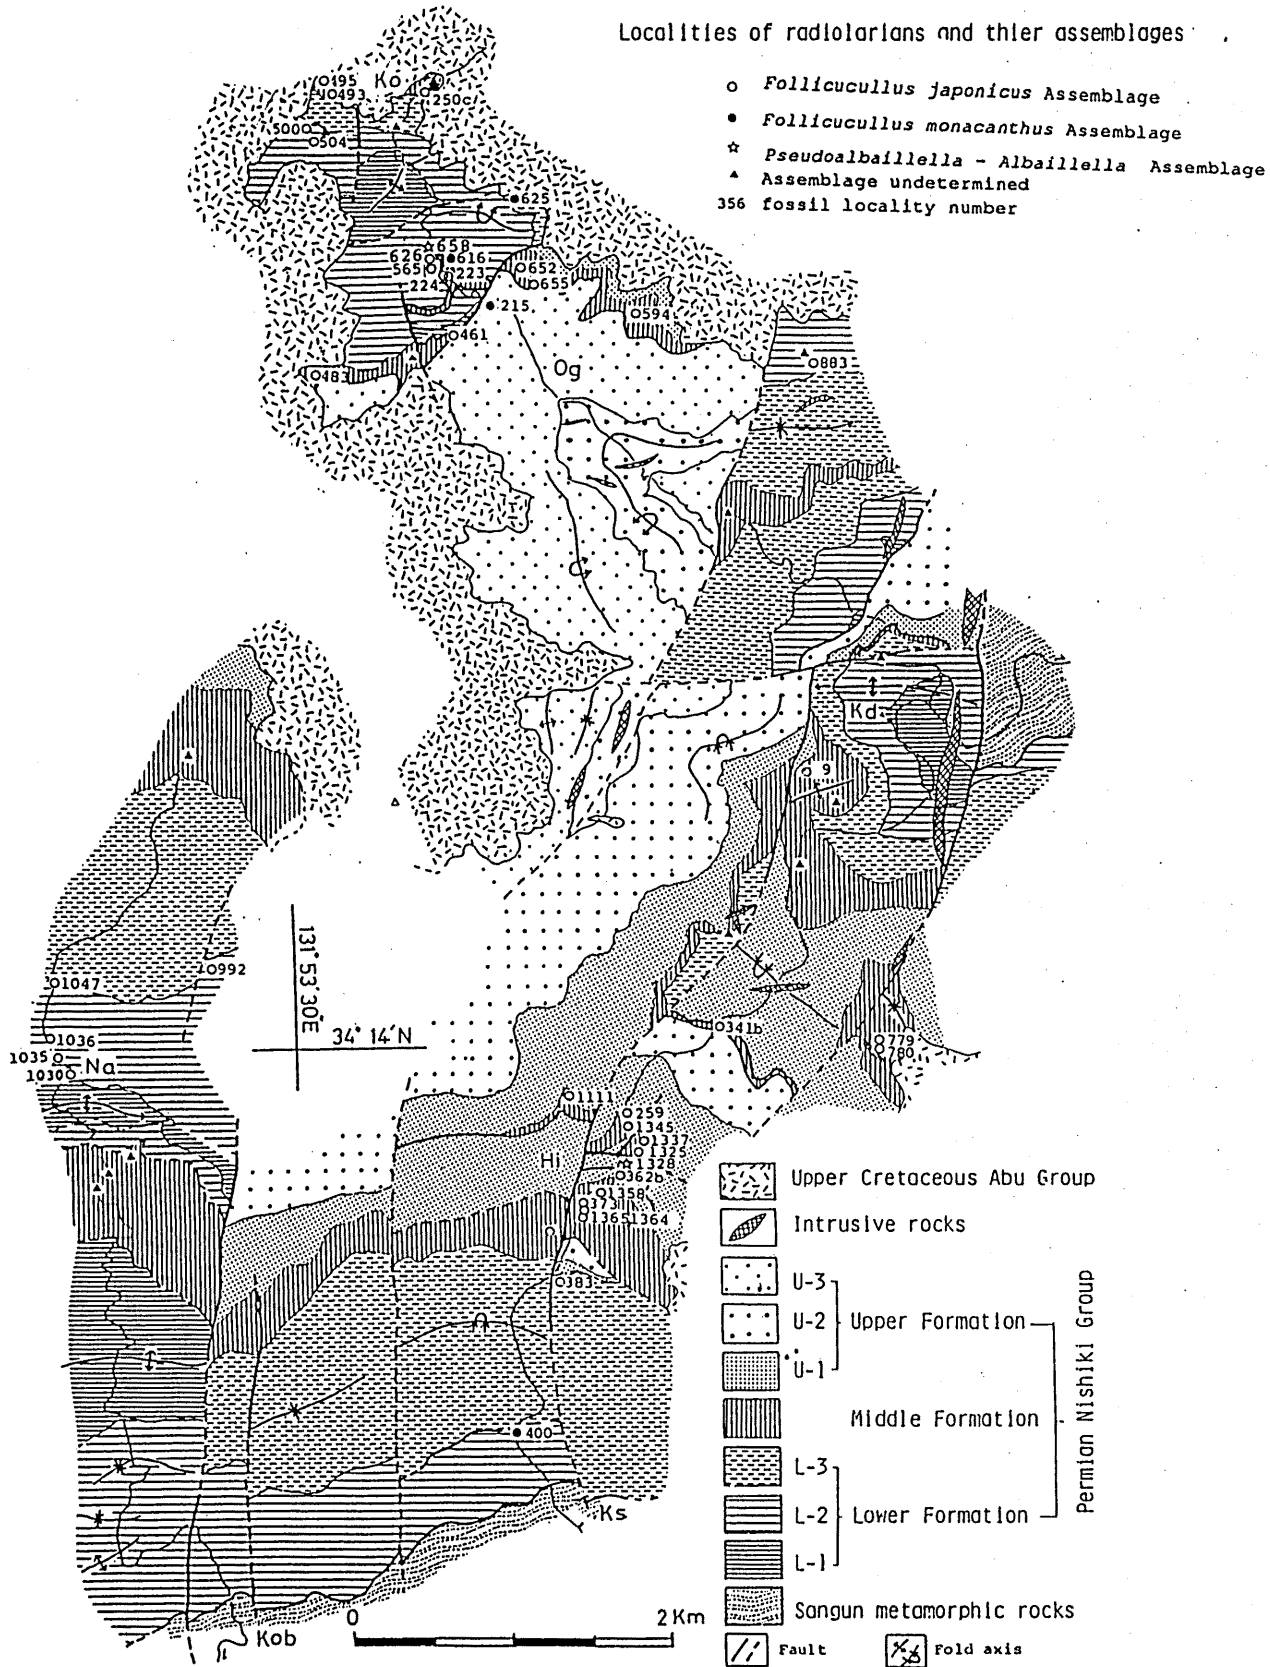 Localities of radiolarians and thier assemblages
Follicucullus japonicus Assemblage
Follicucullus monacanthus Assemblage
Pseudoalbaillella - Albaillella Assemblage
Assemblage undetermined
356 fossil locality number
195
Ko
493
250c
500
504
625
658
626
616
565
223
652
224
655
215
594
461
Og
883
483
Kd
9
992
1047
131° 53' 30"E
34° 14' N
341b
1036
779
1035
780
1030
Na
1111
259
1345
1337
1325
Hi
1328
362b
1358
373
1365
1364
383
400
Ks
Kob
Upper Cretaceous Abu Group
Intrusive rocks
U-3
U-2
Upper Formation
U-1
Middle Formation
L-3
L-2
Lower Formation
L-1
Permian Nishiki Group
Sangun metamorphic rocks
0
2 Km
Fault
Fold axis